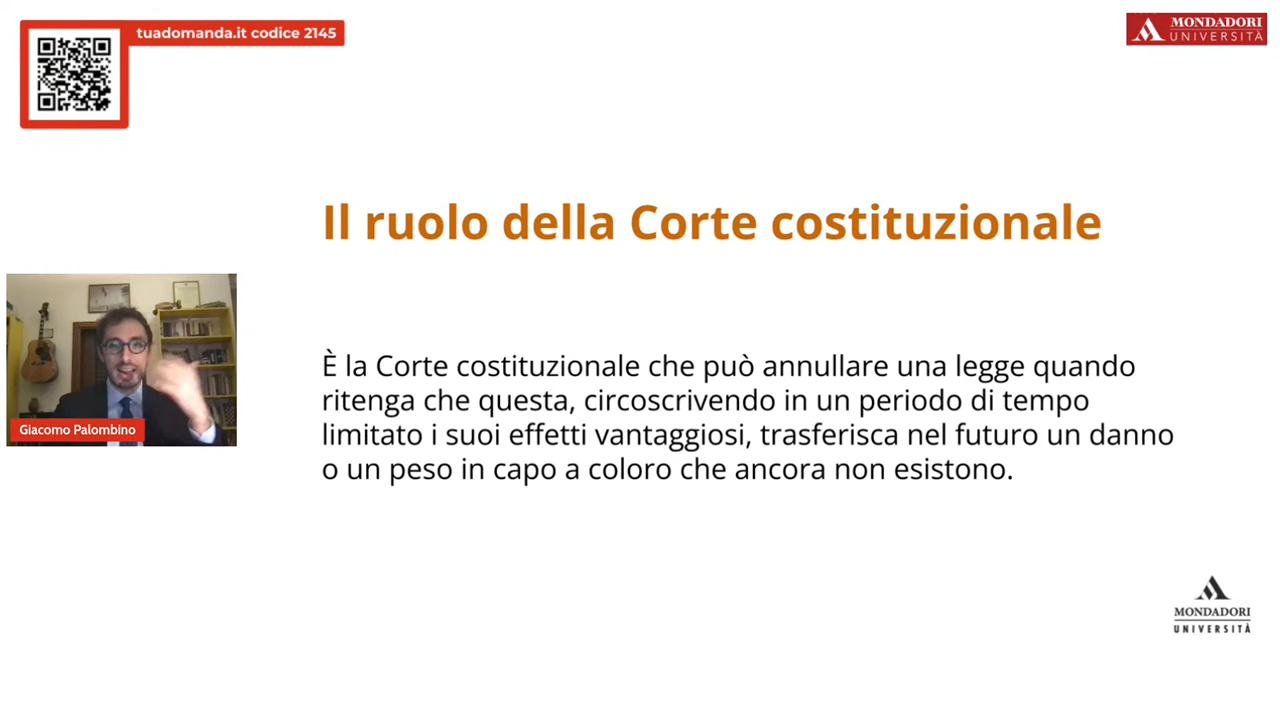 tuadomanda.it codice 2145
MONDADORI
UNIVERSITÀ
Il ruolo della Corte costituzionale
È la Corte costituzionale che può annullare una legge quando
ritenga che questa, circoscrivendo in un periodo di tempo
limitato i suoi effetti vantaggiosi, trasferisca nel futuro un danno
o un peso in capo a coloro che ancora non esistono.
Giacomo Palombino
MONDADORI
UNIVERSITÀ